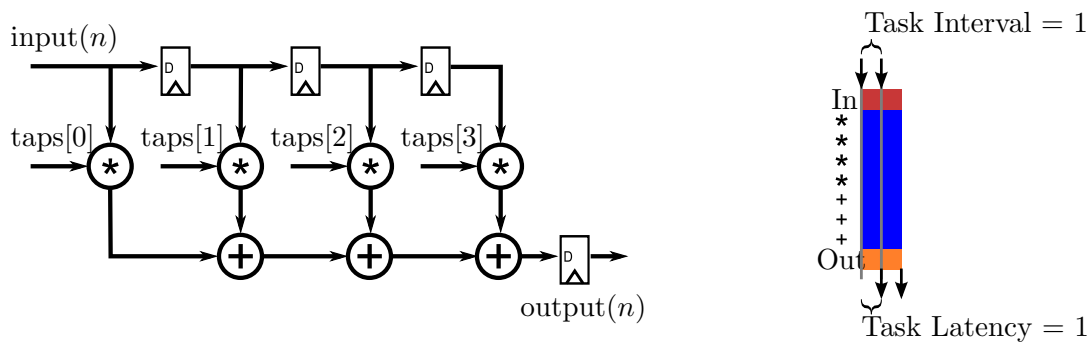 input(n)
D
D
D
taps[0]
taps[1]
taps[2]
taps[3]
*
*
*
*
+
+
+
D
output(n)
Task Interval = 1
In
*
*
*
*
+
+
+
Out
Task Latency = 1